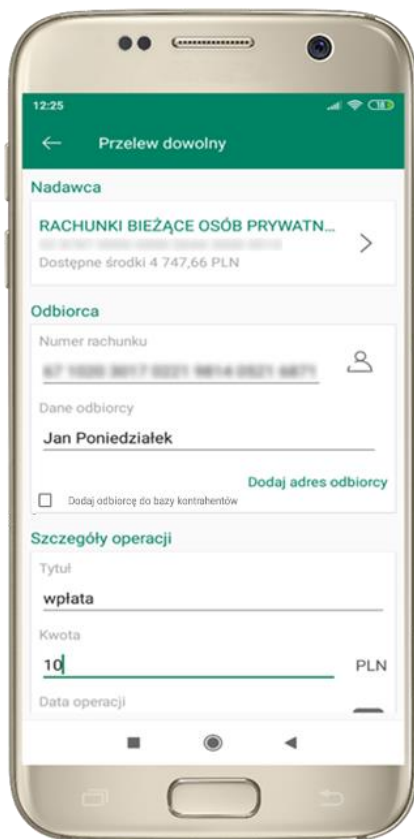 12:25
Przelew dowolny
Nadawca
RACHUNKI BIEŻĄCE OSÓB PRYWATN...
Dostępne środki 4 747,66 PLN
Odbiorca
Numer rachunku
Dane odbiorcy
Jan Poniedziałek
Dodaj adres odbiorcy
Dodaj odbiorcę do bazy kontrahentów
Szczegóły operacji
Tytuł
wpłata
Kwota
10 PLN
Data operacji